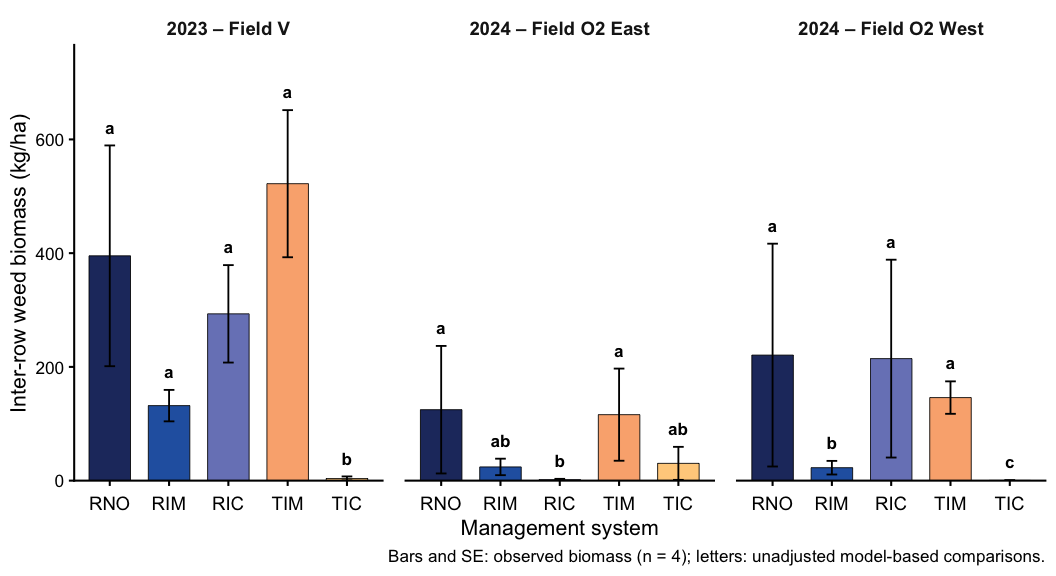 2023 – Field V
2024 – Field O2 East
2024 – Field O2 West
Inter-row weed biomass (kg/ha)
600
400
200
0
a
a
a
a
b
a
ab
b
a
ab
a
b
a
a
c
RNO RIM RIC TIM TIC
RNO RIM RIC TIM TIC
RNO RIM RIC TIM TIC
Management system
Bars and SE: observed biomass (n = 4); letters: unadjusted model-based comparisons.